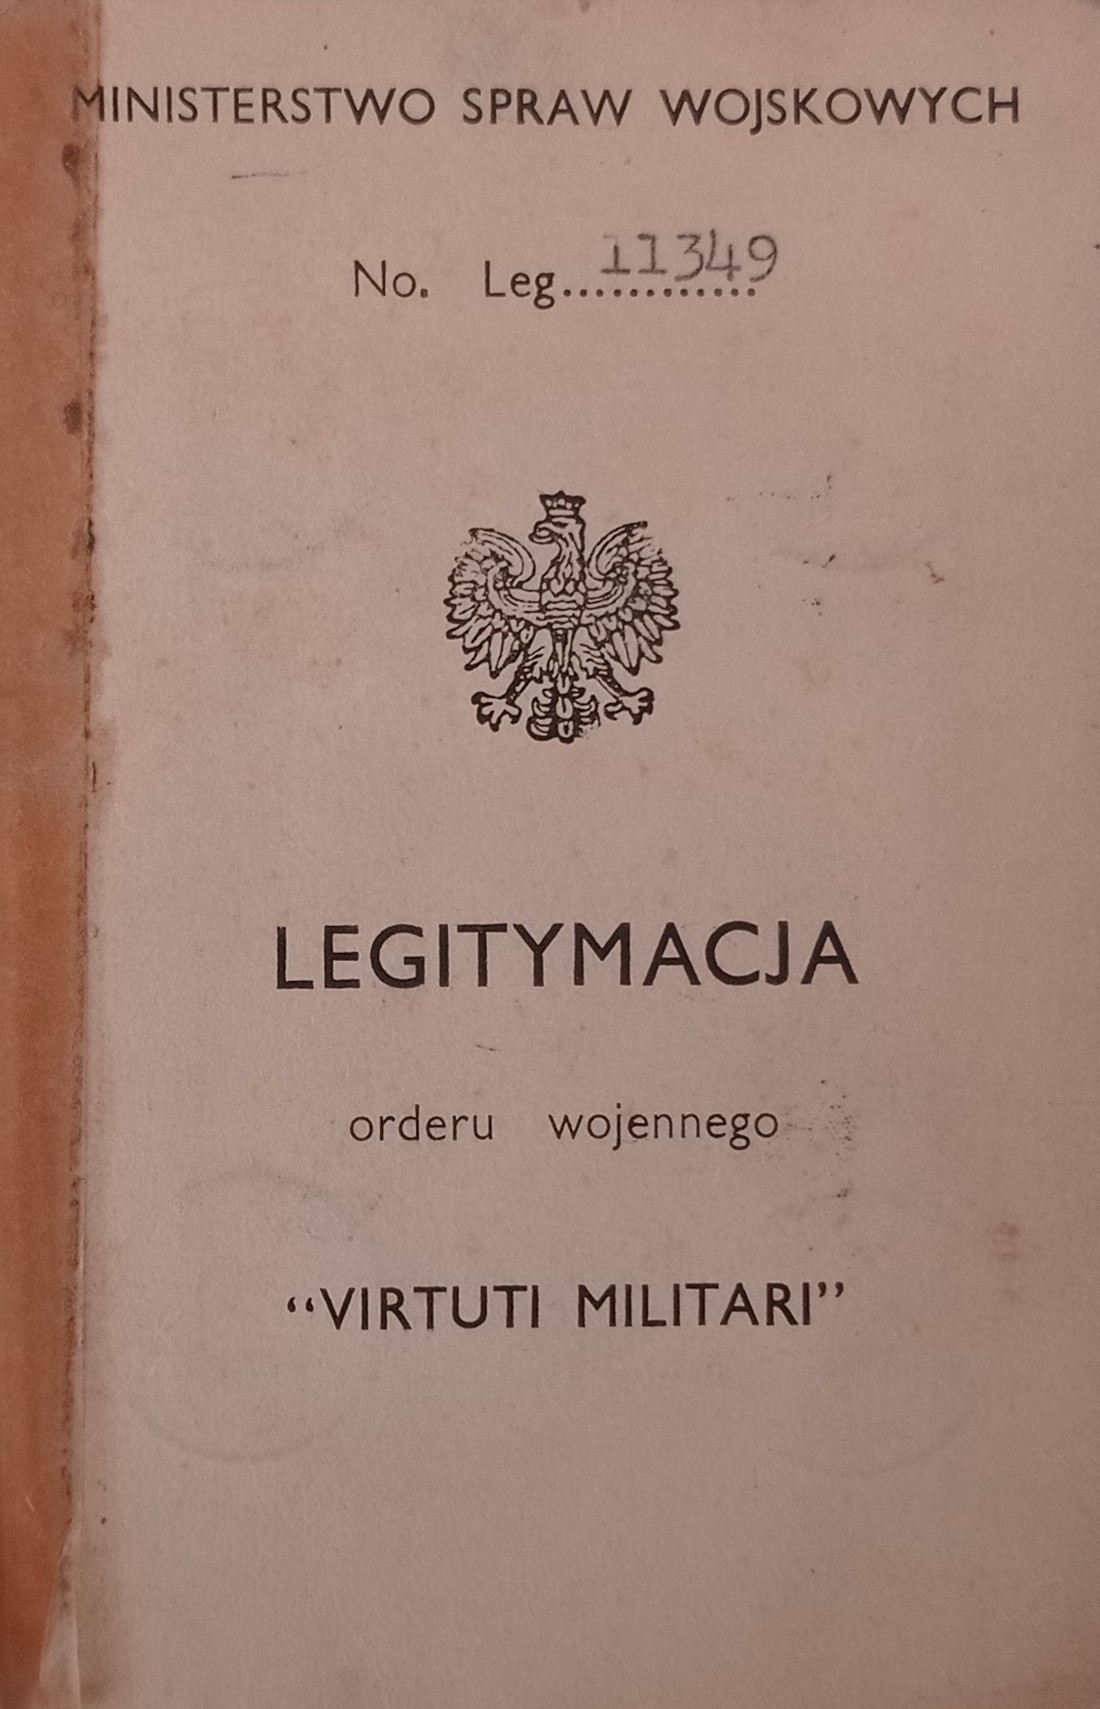 MINISTERSTWO SPRAW WOJSKOWYCH
No. Leg............11349
LEGITYMACJA
orderu wojennego
“VIRTUTI MILITARI”